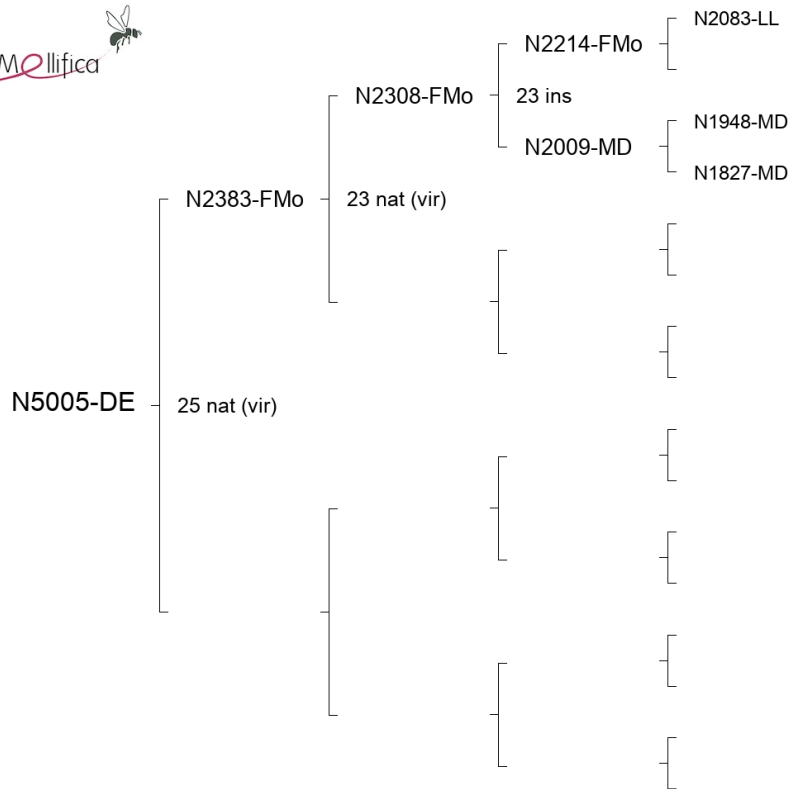 Mellifica
N2083-LL
N2214-FMo
N2308-FMo
23 ins
N1948-MD
N2009-MD
N1827-MD
N2383-FMo
23 nat (vir)
N5005-DE
25 nat (vir)